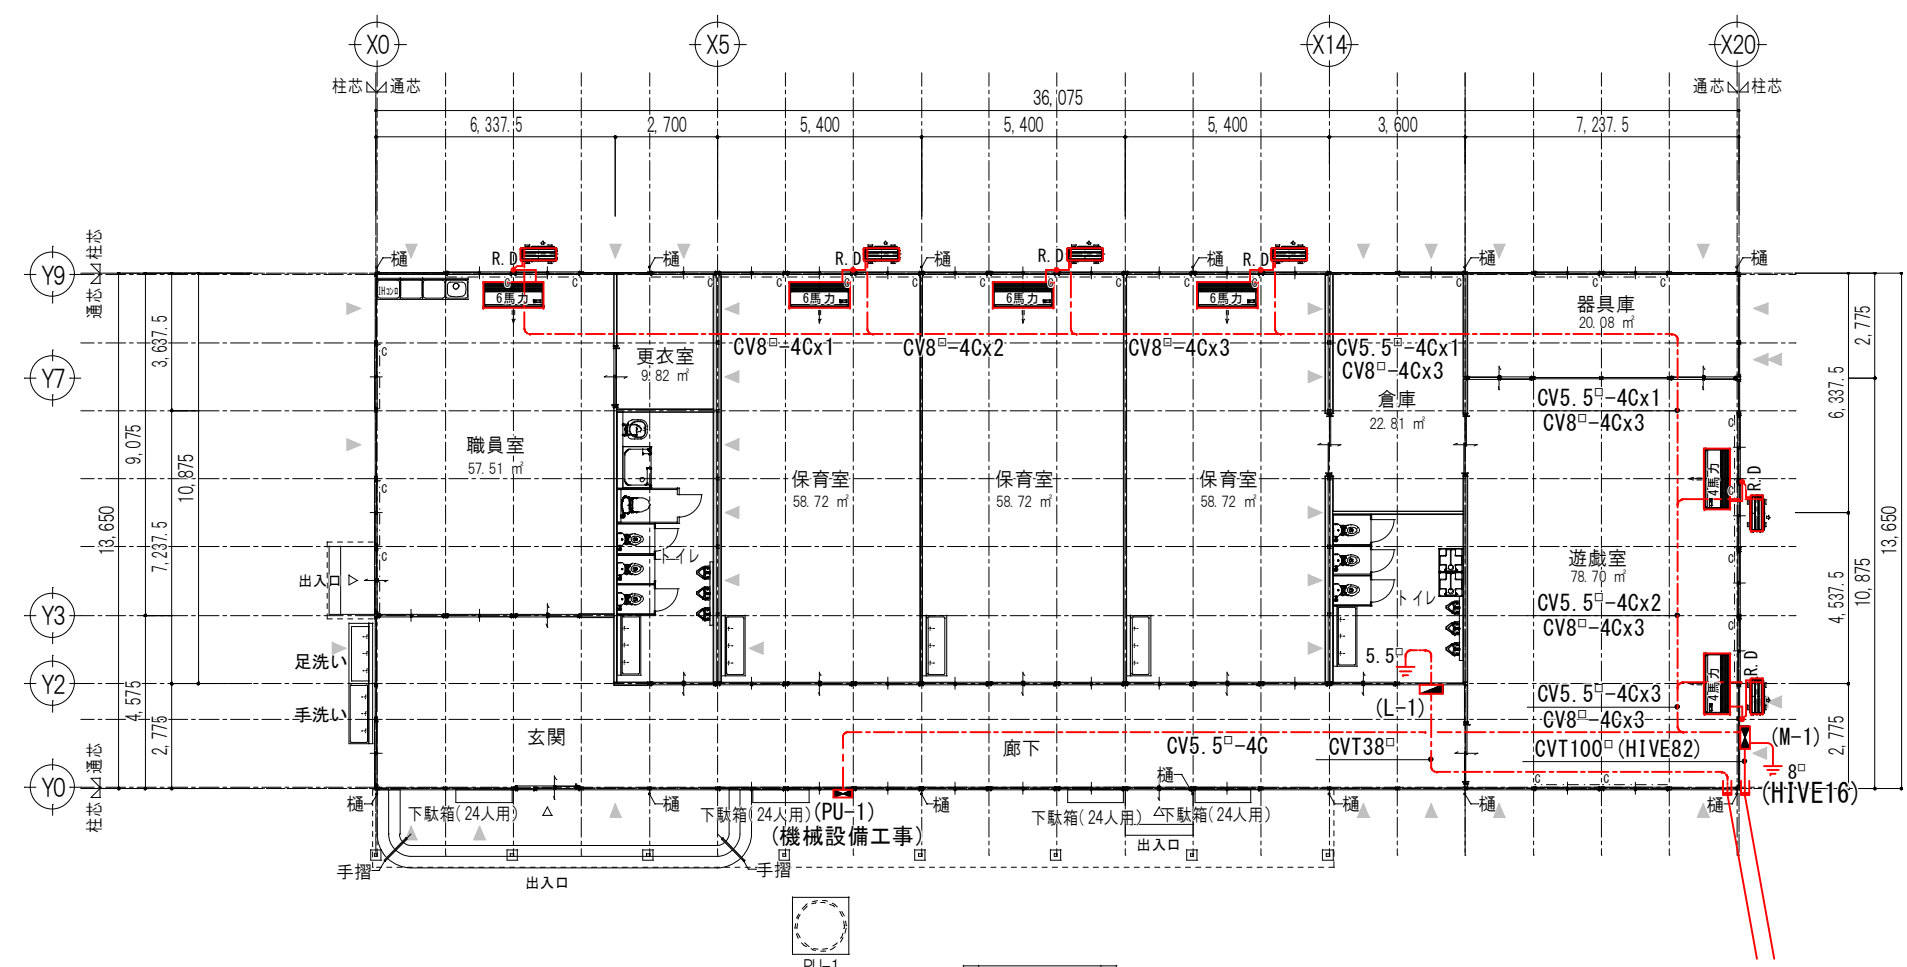 X0
X5
X14
X20
柱芯 通芯
通芯 柱芯
36,075
6,337.5
2,700
5,400
5,400
5,400
3,600
7,237.5
Y9
Y7
Y3
Y2
Y0
通芯 柱芯
柱芯 通芯
13,650
9,075
4,575
3,637.5
7,237.5
2,775
10,875
2,775
6,337.5
4,537.5
2,775
10,875
13,650
樋
樋
樋
樋
樋
樋
R.D
R.D
R.D
R.D
6馬力
6馬力
6馬力
6馬力
IHコンロ
器具庫
20.08 ㎡
CV8□-4Cx1
CV8□-4Cx2
CV8□-4Cx3
CV5.5□-4Cx1
CV8□-4Cx3
更衣室
9.82 ㎡
倉庫
22.81 ㎡
CV5.5□-4Cx1
CV8□-4Cx3
職員室
57.51 ㎡
保育室
58.72 ㎡
保育室
58.72 ㎡
保育室
58.72 ㎡
4馬力
R.D
トイレ
トイレ
遊戯室
78.70 ㎡
出入口
CV5.5□-4Cx2
CV8□-4Cx3
足洗い
手洗い
5.5□
(L-1)
4馬力
R.D
CV5.5□-4Cx3
CV8□-4Cx3
玄関
廊下
CV5.5□-4C
CVT38□
CVT100□(HIVE82)
(M-1)
8□
(HIVE16)
樋
樋
樋
樋
樋
樋
下駄箱(24人用)
下駄箱(24人用)
(PU-1)
(機械設備工事)
下駄箱(24人用)
下駄箱(24人用)
出入口
手摺
手摺
出入口
PU-1